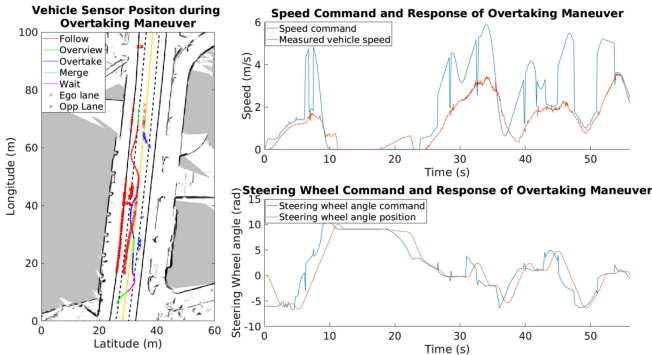 Vehicle Sensor Positon during
Overtaking Maneuver
100
80
60
40
20
0
Longitude (m)
0
20
40
60
Latitude (m)
Follow
Overview
Overtake
Merge
Wait
Ego lane
Opp Lane
Speed Command and Response of Overtaking Maneuver
Speed command
Measured vehicle speed
6
4
2
0
Speed (m/s)
0
10
20
30
40
50
Time (s)
Steering Wheel Command and Response of Overtaking Maneuver
Steering wheel angle command
Steering wheel angle position
15
10
5
0
-5
-10
Steering Wheel angle (rad)
0
10
20
30
40
50
Time (s)